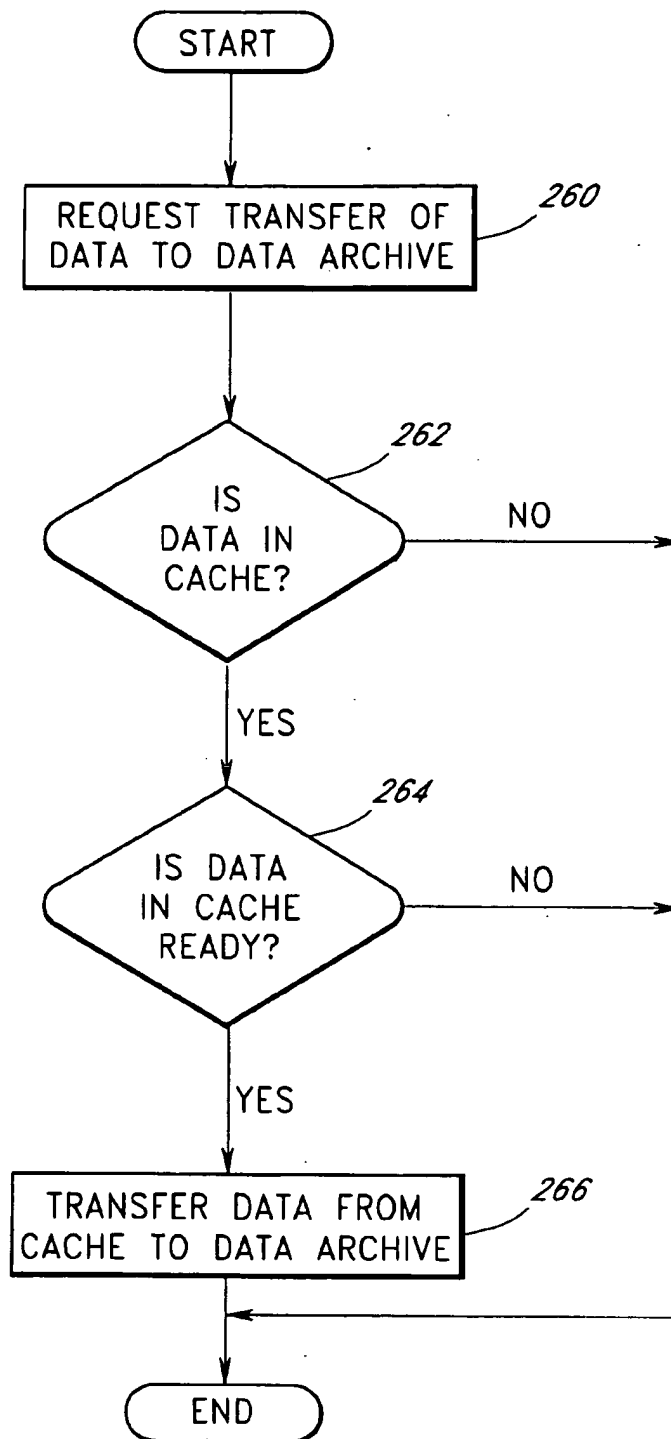 START
REQUEST TRANSFER OF
DATA TO DATA ARCHIVE
260
262
IS
DATA IN
CACHE?
NO
YES
264
IS DATA
IN CACHE
READY?
NO
YES
266
TRANSFER DATA FROM
CACHE TO DATA ARCHIVE
END